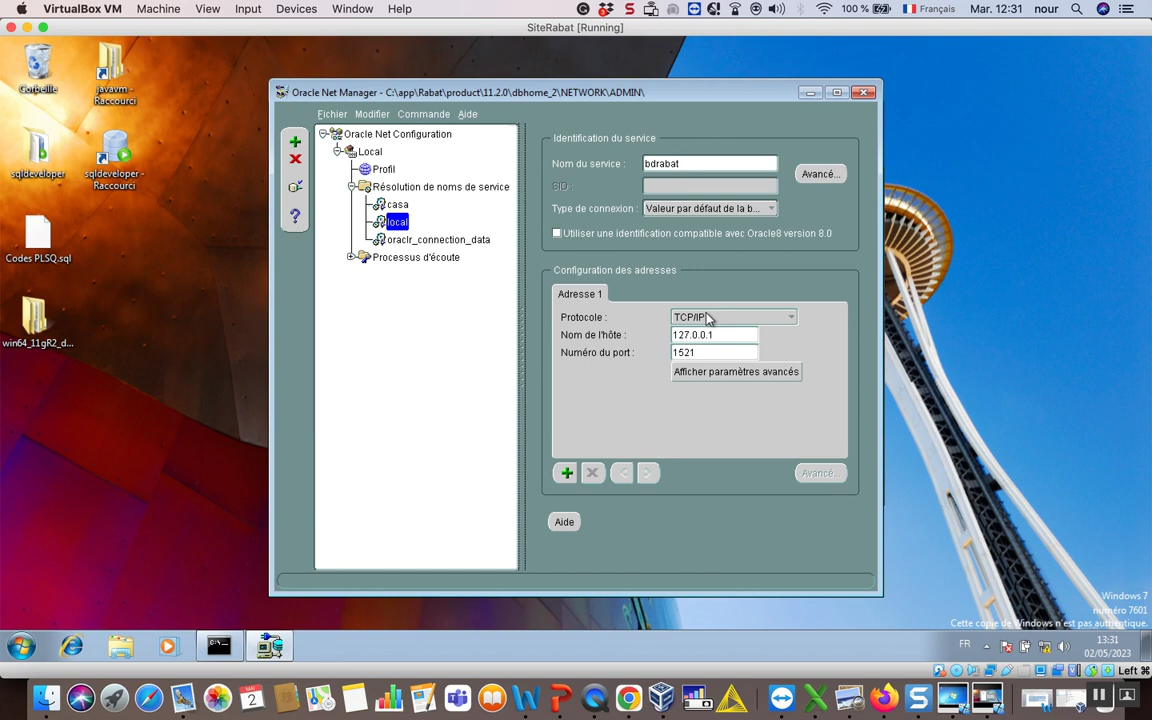 VirtualBox VM Machine View Input Devices Window Help 100 % Français Mar. 12:31 nour
SiteRabat [Running]
Corbeille
javavm - Raccourci
sqldeveloper
sqldeveloper - Raccourci
Codes PLSQ.sql
win64_11gR2_d...
Oracle Net Manager - C:\app\Rabat\product\11.2.0\dbhome_2\NETWORK\ADMIN\
Fichier Modifier Commande Aide
Oracle Net Configuration
Local
Profil
Résolution de noms de service
casa
local
oraclr_connection_data
Processus d'écoute
Identification du service
Nom du service : bdrabat
Avancé...
SID :
Type de connexion : Valeur par défaut de la b...
Utiliser une identification compatible avec Oracle8 version 8.0
Configuration des adresses
Adresse 1
Protocole : TCP/IP
Nom de l'hôte : 127.0.0.1
Numéro du port : 1521
Afficher paramètres avancés
Avancé...
Aide
Windows 7
numéro 7601
Cette copie de Windows n'est pas authentique.
FR
13:31
02/05/2023
Left ⌘